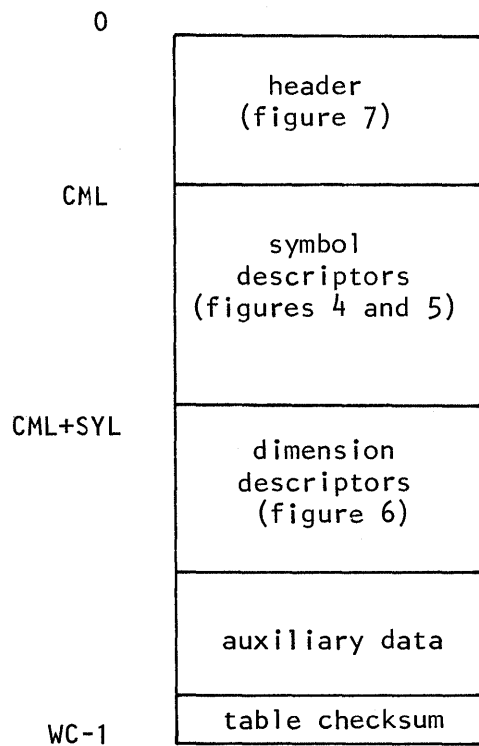 0
header
(figure 7)
CML
symbol
descriptors
(figures 4 and 5)
CML+SYL
dimension
descriptors
(figure 6)
auxiliary data
table checksum
WC-1